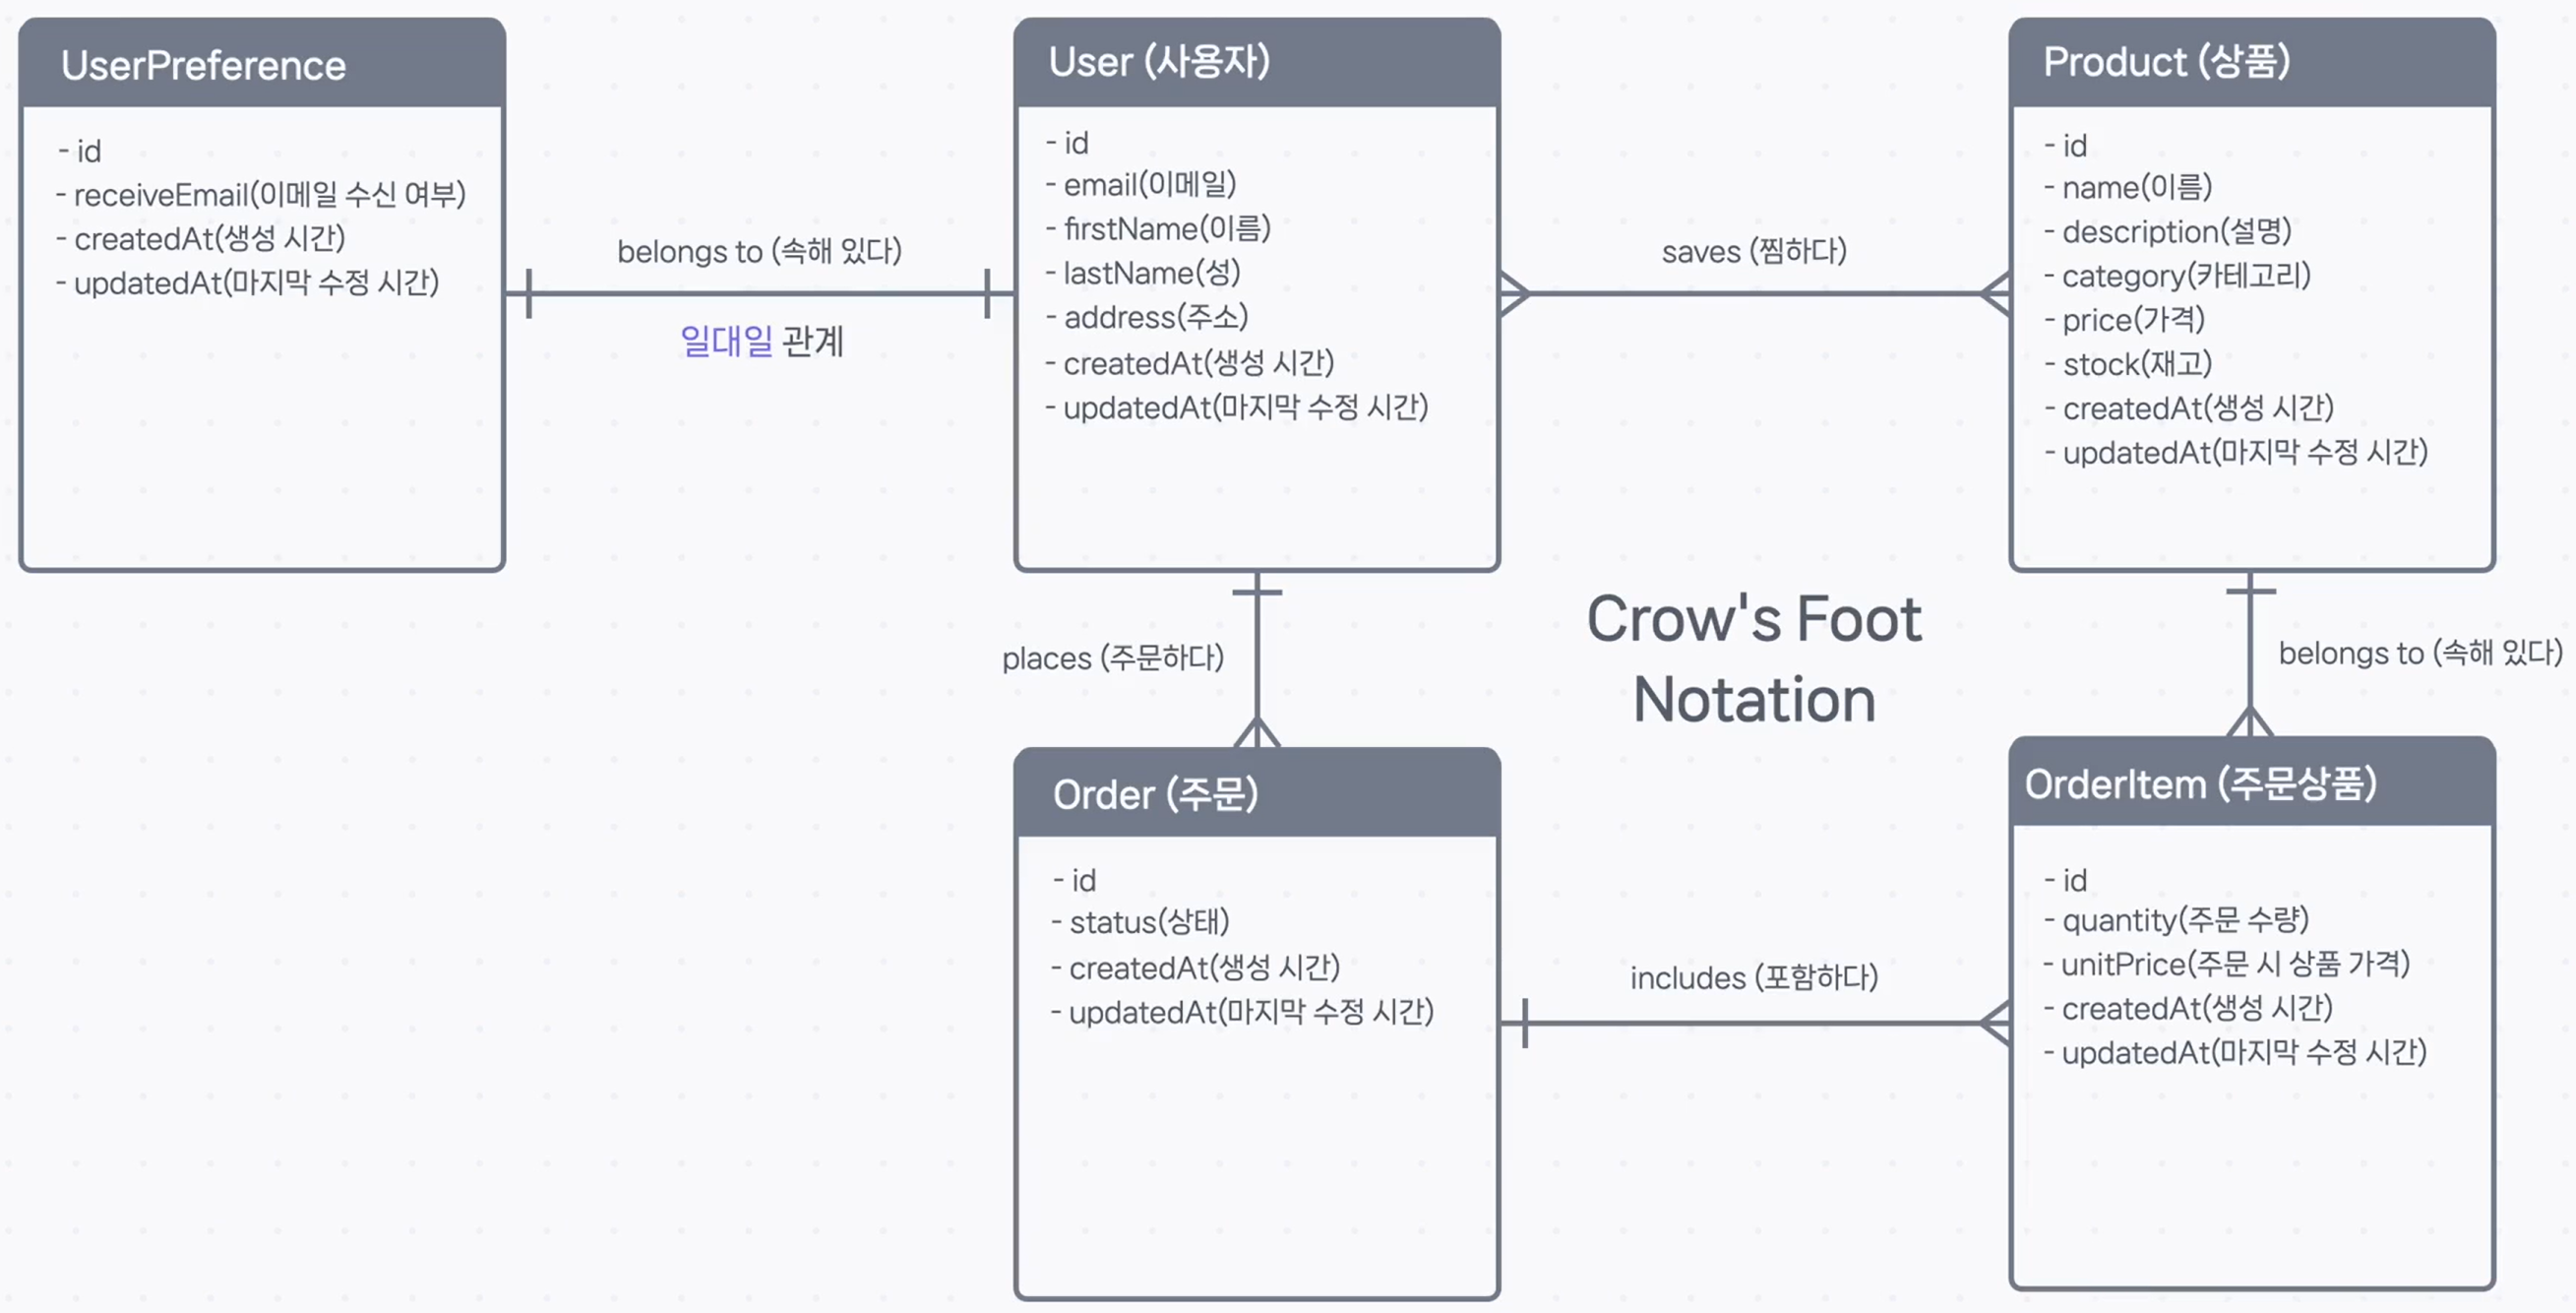 UserPreference
- id
- receiveEmail(이메일 수신 여부)
- createdAt(생성 시간)
- updatedAt(마지막 수정 시간)
belongs to (속해 있다)
일대일 관계
User (사용자)
- id
- email(이메일)
- firstName(이름)
- lastName(성)
- address(주소)
- createdAt(생성 시간)
- updatedAt(마지막 수정 시간)
saves (찜하다)
Product (상품)
- id
- name(이름)
- description(설명)
- category(카테고리)
- price(가격)
- stock(재고)
- createdAt(생성 시간)
- updatedAt(마지막 수정 시간)
places (주문하다)
Crow's Foot
Notation
belongs to (속해 있다)
Order (주문)
- id
- status(상태)
- createdAt(생성 시간)
- updatedAt(마지막 수정 시간)
includes (포함하다)
OrderItem (주문상품)
- id
- quantity(주문 수량)
- unitPrice(주문 시 상품 가격)
- createdAt(생성 시간)
- updatedAt(마지막 수정 시간)